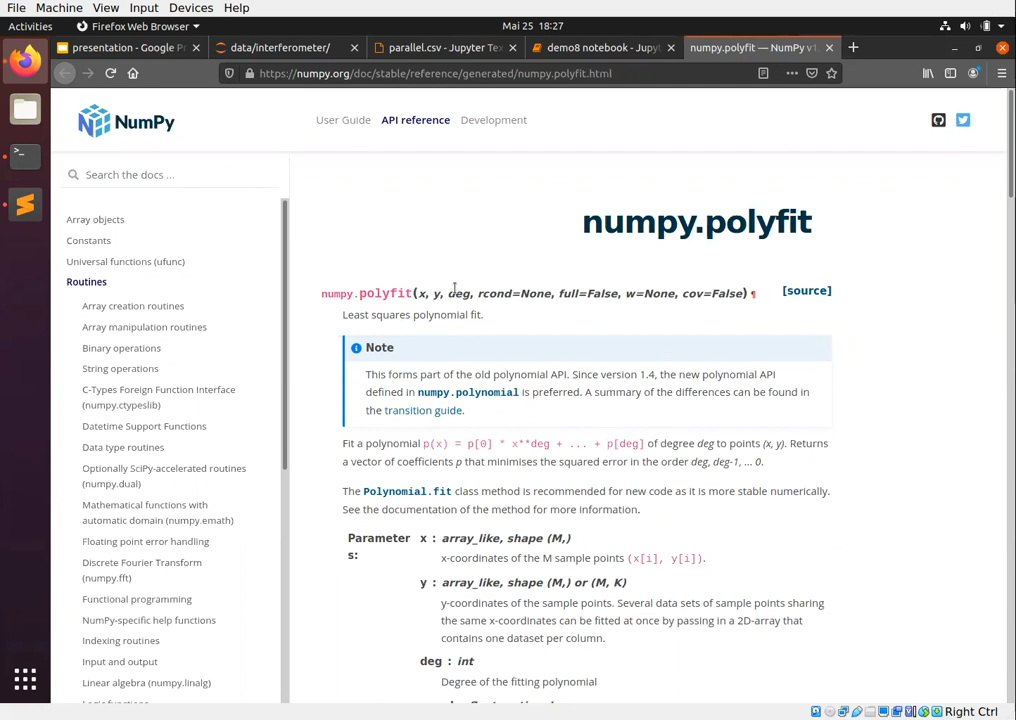 File Machine View Input Devices Help
Activities Firefox Web Browser Mai 25 18:27
presentation - Google Pr data/interferometer/ parallel.csv - Jupyter Tex demo8 notebook - Jupyt numpy.polyfit — NumPy v1
https://numpy.org/doc/stable/reference/generated/numpy.polyfit.html
NumPy User Guide API reference Development
Search the docs ...
Array objects
Constants
Universal functions (ufunc)
Routines
Array creation routines
Array manipulation routines
Binary operations
String operations
C-Types Foreign Function Interface
(numpy.ctypeslib)
Datetime Support Functions
Data type routines
Optionally SciPy-accelerated routines
(numpy.dual)
Mathematical functions with
automatic domain (numpy.emath)
Floating point error handling
Discrete Fourier Transform
(numpy.fft)
Functional programming
NumPy-specific help functions
Indexing routines
Input and output
Linear algebra (numpy.linalg)
numpy.polyfit
numpy.polyfit(x, y, deg, rcond=None, full=False, w=None, cov=False)¶ [source]
Least squares polynomial fit.
Note
This forms part of the old polynomial API. Since version 1.4, the new polynomial API
defined in numpy.polynomial is preferred. A summary of the differences can be found in
the transition guide.
Fit a polynomial p(x) = p[0] * x**deg + ... + p[deg] of degree deg to points (x, y). Returns
a vector of coefficients p that minimises the squared error in the order deg, deg-1, ... 0.
The Polynomial.fit class method is recommended for new code as it is more stable numerically.
See the documentation of the method for more information.
Parameter
s:
x : array_like, shape (M,)
x-coordinates of the M sample points (x[i], y[i]).
y : array_like, shape (M,) or (M, K)
y-coordinates of the sample points. Several data sets of sample points sharing
the same x-coordinates can be fitted at once by passing in a 2D-array that
contains one dataset per column.
deg : int
Degree of the fitting polynomial
Right Ctrl